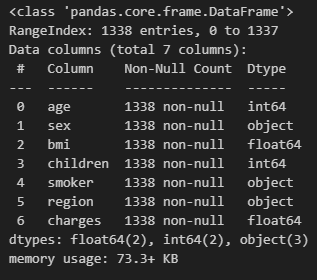 <class 'pandas.core.frame.DataFrame'>
RangeIndex: 1338 entries, 0 to 1337
Data columns (total 7 columns):
 #   Column    Non-Null Count  Dtype
---  ------    --------------  -----
 0   age       1338 non-null   int64
 1   sex       1338 non-null   object
 2   bmi       1338 non-null   float64
 3   children  1338 non-null   int64
 4   smoker    1338 non-null   object
 5   region    1338 non-null   object
 6   charges   1338 non-null   float64
dtypes: float64(2), int64(2), object(3)
memory usage: 73.3+ KB